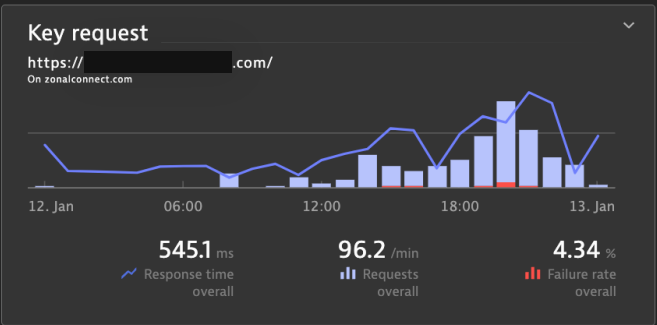 Key request
https://.com/
On zonalconnect.com
12. Jan 06:00 12:00 18:00 13. Jan
545.1 ms 96.2 /min 4.34 %
Response time overall Requests overall Failure rate overall